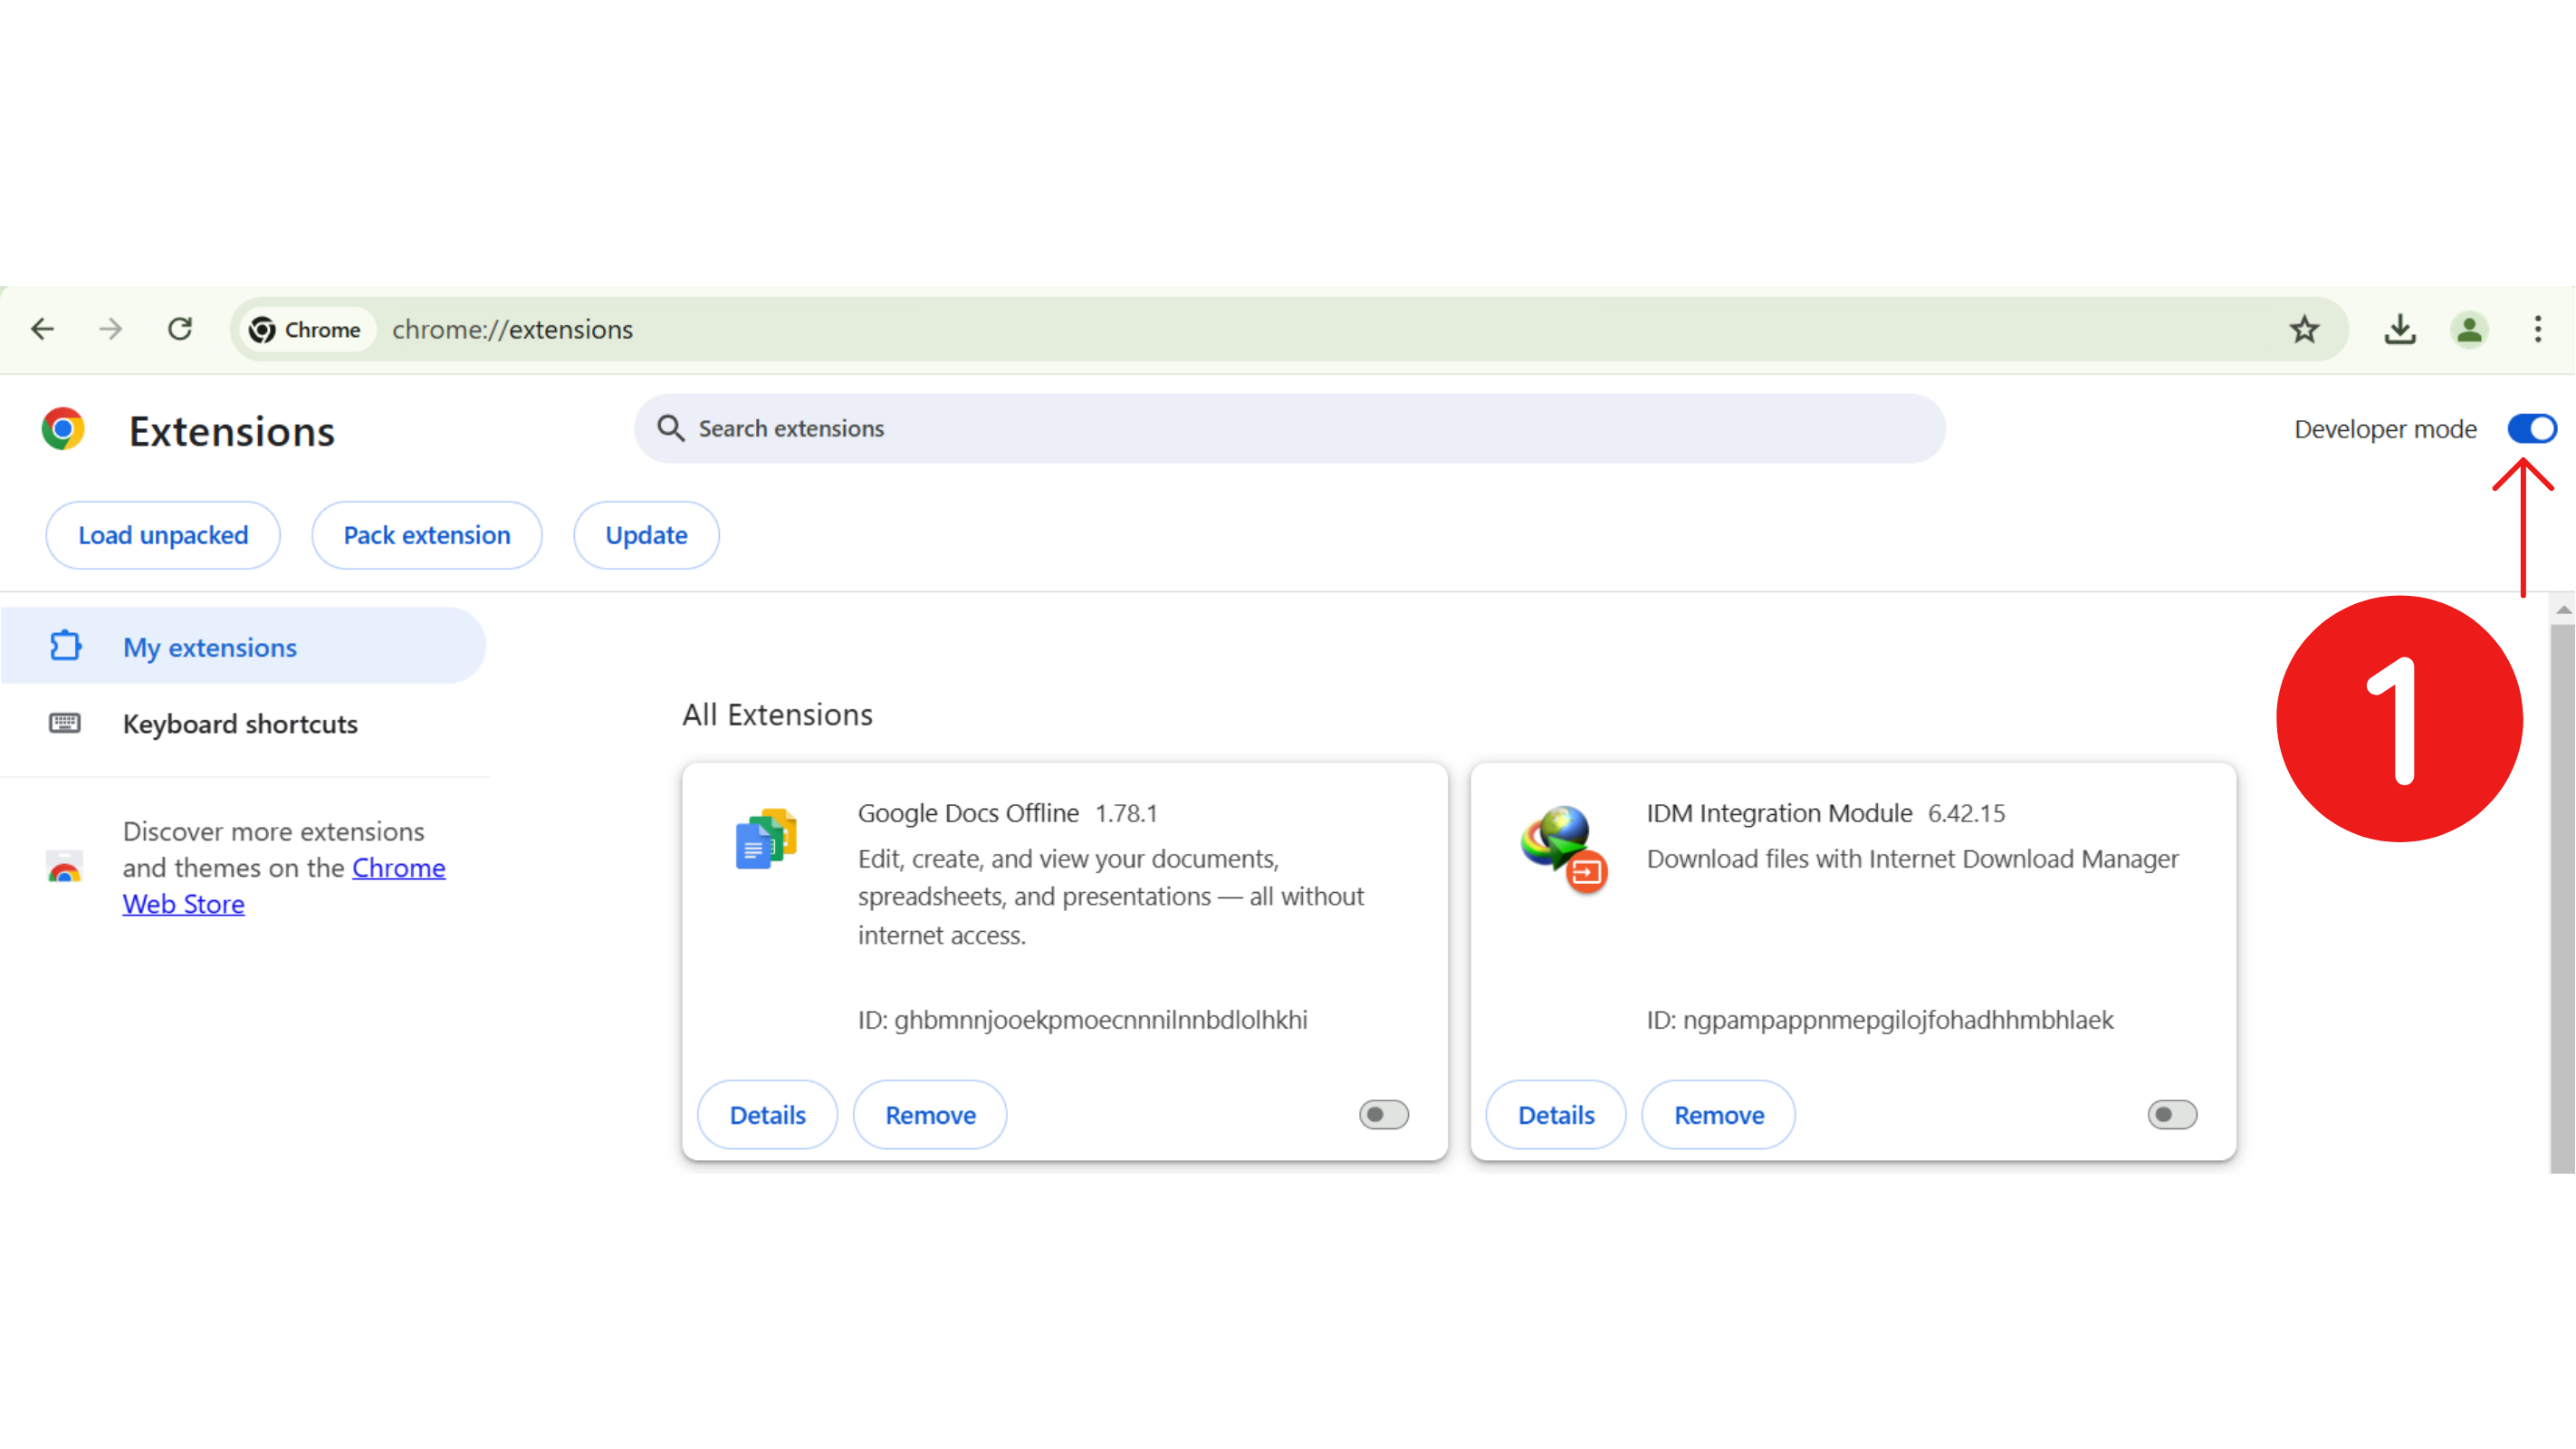 Chrome chrome://extensions
Extensions
Search extensions
Developer mode
Load unpacked
Pack extension
Update
My extensions
Keyboard shortcuts
Discover more extensions
and themes on the Chrome
Web Store
1
All Extensions
Google Docs Offline 1.78.1
Edit, create, and view your documents,
spreadsheets, and presentations — all without
internet access.
ID: ghbmnnjooekpmoecnnnilnnbdlolhkhi
Details
Remove
IDM Integration Module 6.42.15
Download files with Internet Download Manager
ID: ngpampappnmepgilojfohadhhmbhlaek
Details
Remove